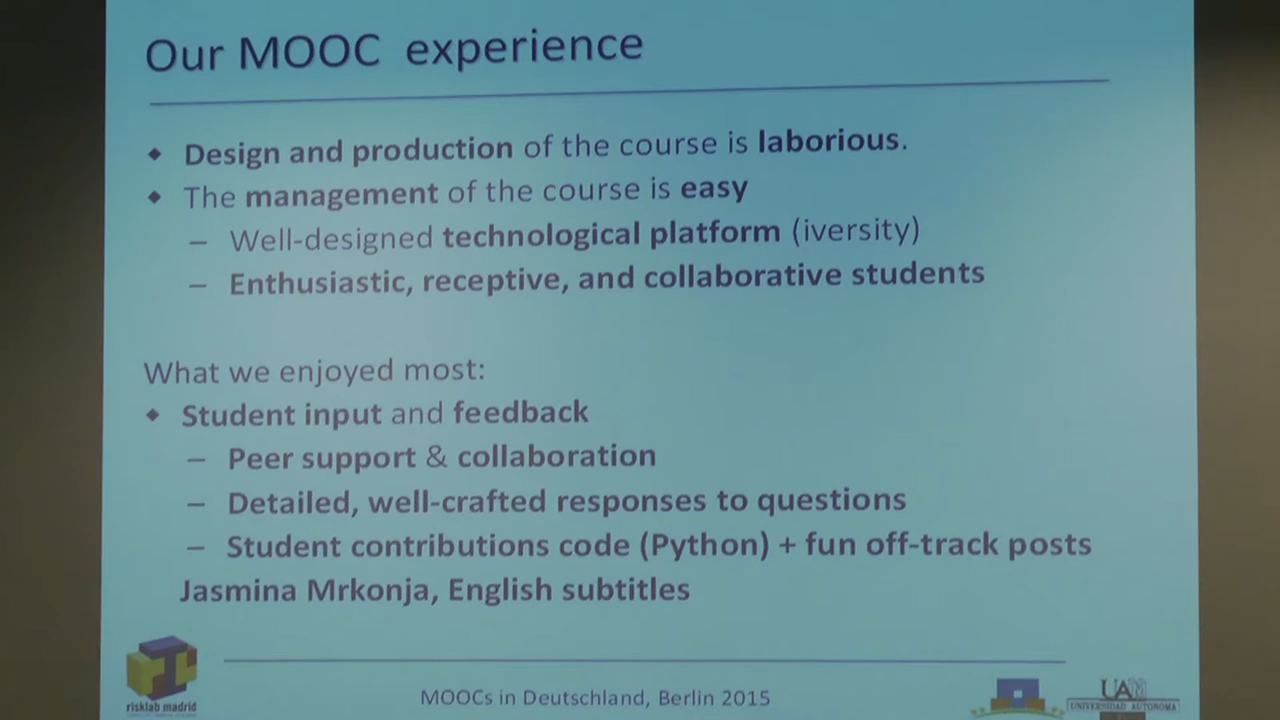 Our MOOC experience
◆ Design and production of the course is laborious.
◆ The management of the course is easy
– Well-designed technological platform (iversity)
– Enthusiastic, receptive, and collaborative students
What we enjoyed most:
◆ Student input and feedback
– Peer support & collaboration
– Detailed, well-crafted responses to questions
– Student contributions code (Python) + fun off-track posts
Jasmina Mrkonja, English subtitles
risklab madrid
MOOCs in Deutschland, Berlin 2015
UAM
UNIVERSIDAD AUTONOMA